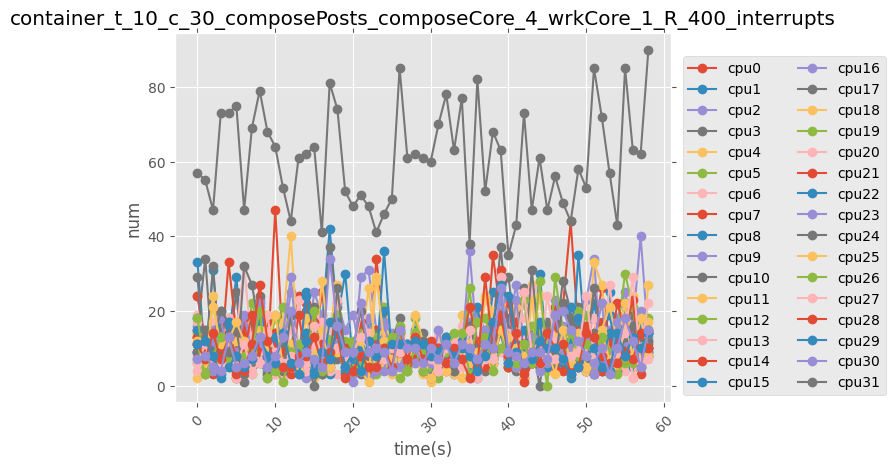 container_t_10_c_30_composePosts_composeCore_4_wrkCore_1_R_400_interrupts
num
80
60
40
20
0
0
10
20
30
40
50
60
time(s)
cpu0
cpu1
cpu2
cpu3
cpu4
cpu5
cpu6
cpu7
cpu8
cpu9
cpu10
cpu11
cpu12
cpu13
cpu14
cpu15
cpu16
cpu17
cpu18
cpu19
cpu20
cpu21
cpu22
cpu23
cpu24
cpu25
cpu26
cpu27
cpu28
cpu29
cpu30
cpu31